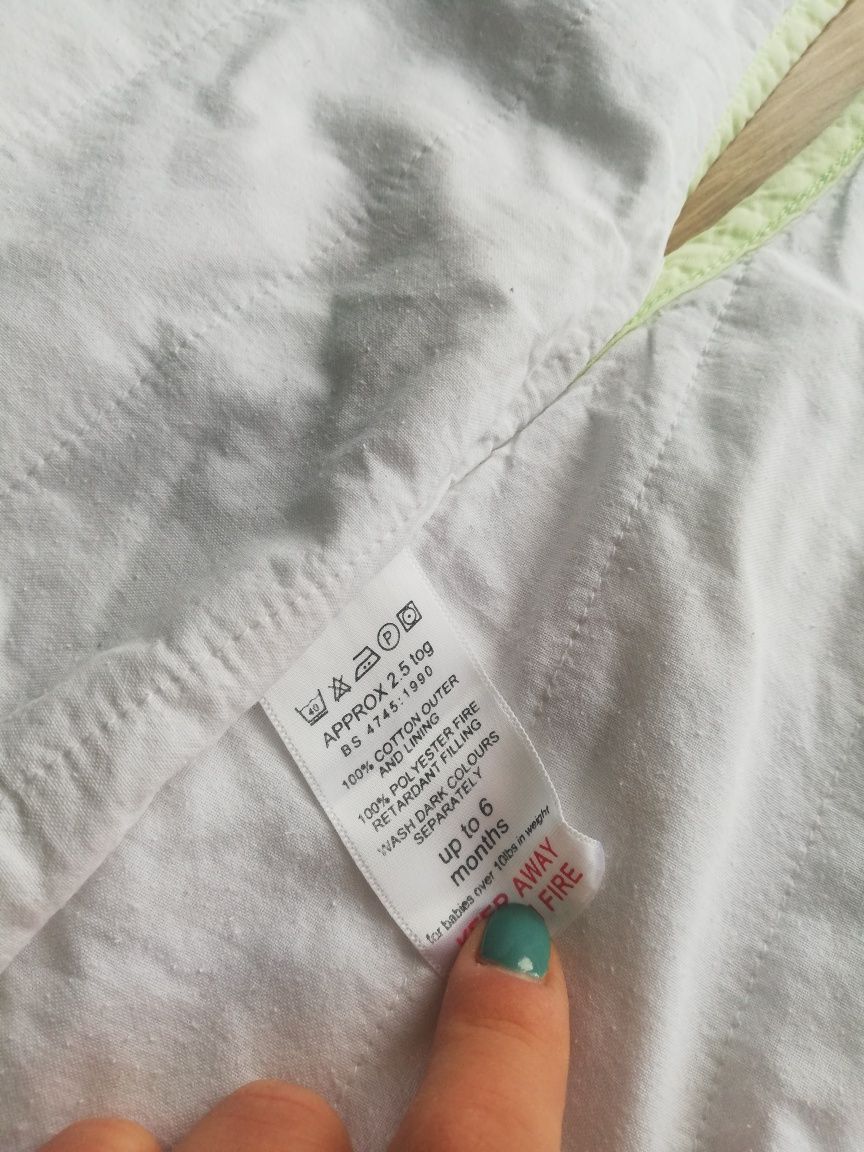 40 P
APPROX 2.5 tog
BS 4745:1990
100% COTTON OUTER
AND LINING
100% POLYESTER FIRE
RETARDANT FILLING
WASH DARK COLOURS
SEPARATELY
up to 6
months
for babies over 10lbs in weight
KEEP AWAY
FIRE